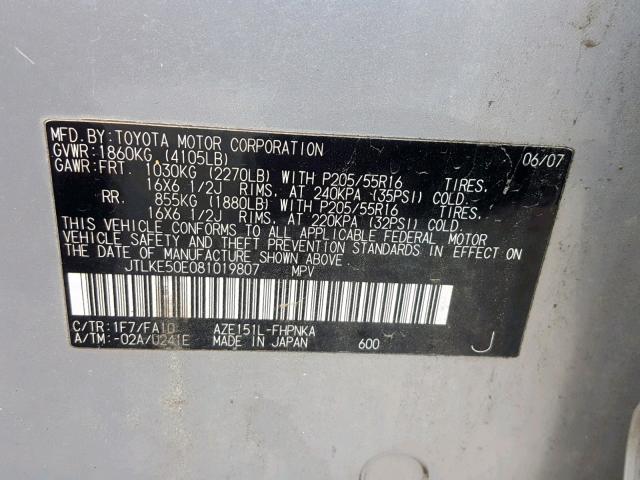 MFD.BY:TOYOTA MOTOR CORPORATION 06/07
GVWR:1860KG (4105LB)
GAWR:FRT. 1030KG (2270LB) WITH P205/55R16 TIRES.
16X6 1/2J RIMS. AT 240KPA (35PSI) COLD.
RR. 855KG (1880LB) WITH P205/55R16 TIRES.
16X6 1/2J RIMS. AT 220KPA (32PSI) COLD.
THIS VEHICLE CONFORMS TO ALL APPLICABLE FEDERAL MOTOR
VEHICLE SAFETY AND THEFT PREVENTION STANDARDS IN EFFECT ON
THE DATE OF MANUFACTURE SHOWN ABOVE.
JTLKE50E081019807 MPV
C/TR:1F7/FA10 AZE151L-FHPNKA
A/TM:-02A/U241E MADE IN JAPAN 600 J